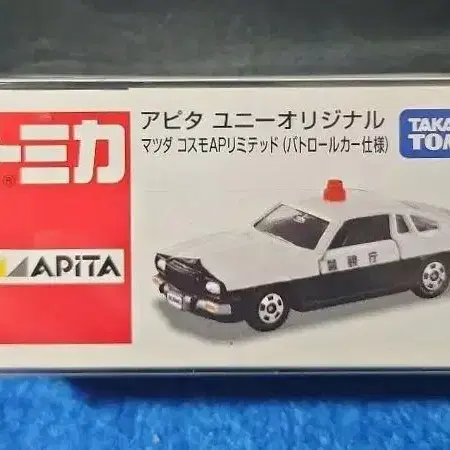 アピタ ユニーオリジナル
マツダ コスモAPリミテッド(パトロールカー仕様)
トミカ
®
APiTA
TAKA
TOM
警視庁